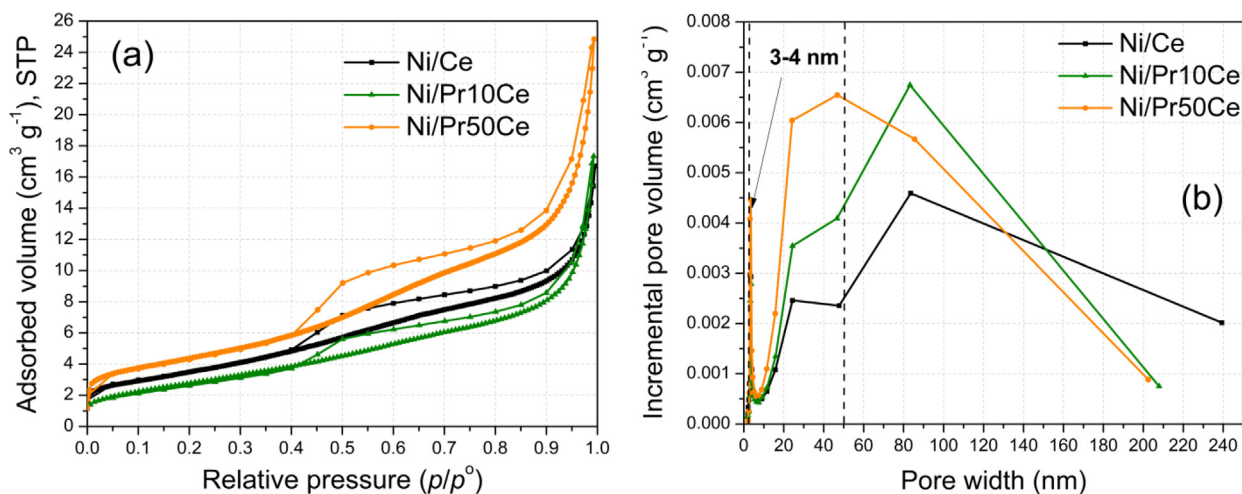 (a)
Ni/Ce
Ni/Pr10Ce
Ni/Pr50Ce
Adsorbed volume (cm³ g⁻¹), STP
26
24
22
20
18
16
14
12
10
8
6
4
2
0
0.0 0.1 0.2 0.3 0.4 0.5 0.6 0.7 0.8 0.9 1.0
Relative pressure (p/pº)
(b)
3-4 nm
Ni/Ce
Ni/Pr10Ce
Ni/Pr50Ce
Incremental pore volume (cm³ g⁻¹)
0.008
0.007
0.006
0.005
0.004
0.003
0.002
0.001
0.000
0 20 40 60 80 100 120 140 160 180 200 220 240
Pore width (nm)